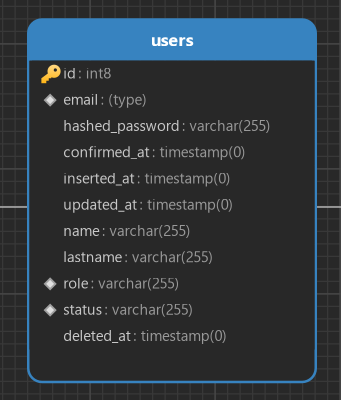 users
id : int8
email : (type)
hashed_password : varchar(255)
confirmed_at : timestamp(0)
inserted_at : timestamp(0)
updated_at : timestamp(0)
name : varchar(255)
lastname : varchar(255)
role : varchar(255)
status : varchar(255)
deleted_at : timestamp(0)